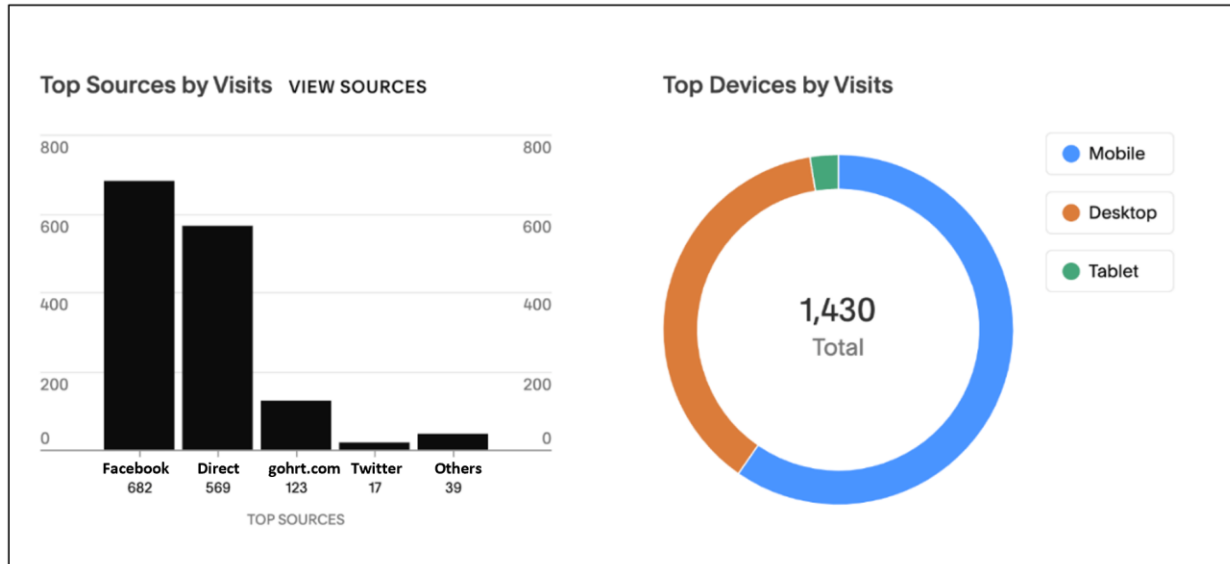 Top Sources by Visits VIEW SOURCES
800 800
600 600
400 400
200 200
0 0
Facebook Direct gohrt.com Twitter Others
682 569 123 17 39
TOP SOURCES
Top Devices by Visits
1,430
Total
Mobile
Desktop
Tablet